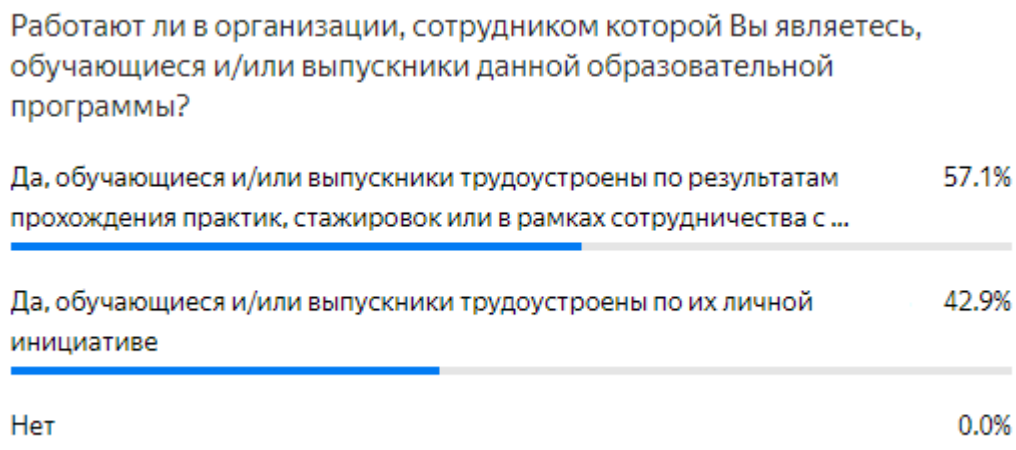 Работают ли в организации, сотрудником которой Вы являетесь,
обучающиеся и/или выпускники данной образовательной
программы?
Да, обучающиеся и/или выпускники трудоустроены по результатам 57.1%
прохождения практик, стажировок или в рамках сотрудничества с ...
Да, обучающиеся и/или выпускники трудоустроены по их личной 42.9%
инициативе
Нет 0.0%